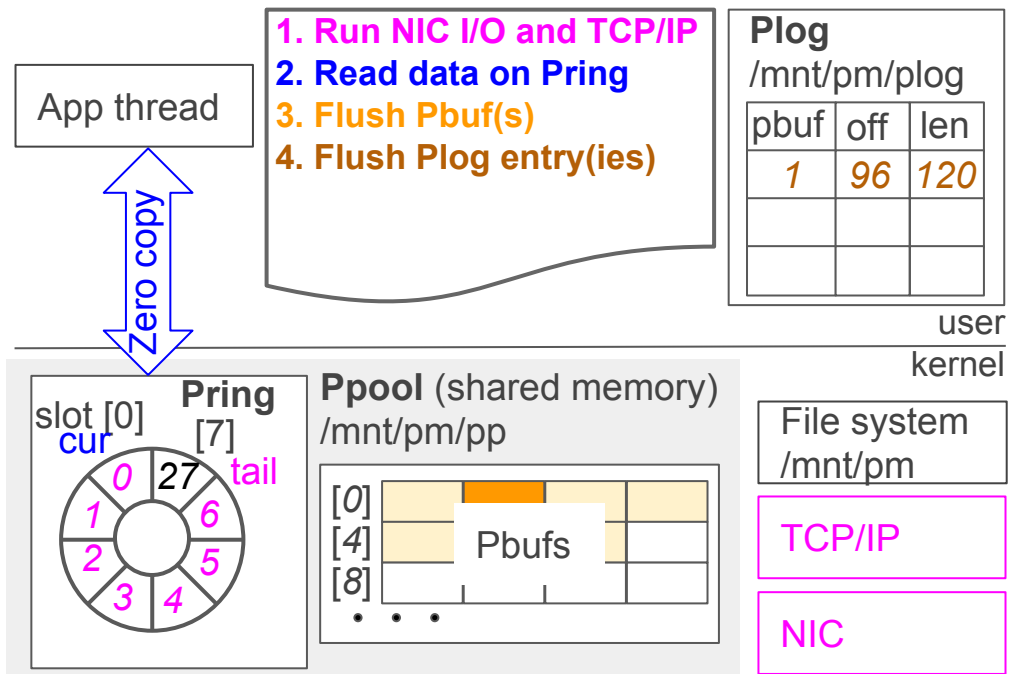 App thread
Zero copy
1. Run NIC I/O and TCP/IP
2. Read data on Pring
3. Flush Pbuf(s)
4. Flush Plog entry(ies)
Plog
/mnt/pm/plog
pbuf off len
1 96 120
user
kernel
Pring
slot [0] [7]
cur tail
0
27
1
6
2
5
3
4
Ppool (shared memory)
/mnt/pm/pp
[0]
[4]
Pbufs
[8]
• • •
File system
/mnt/pm
TCP/IP
NIC